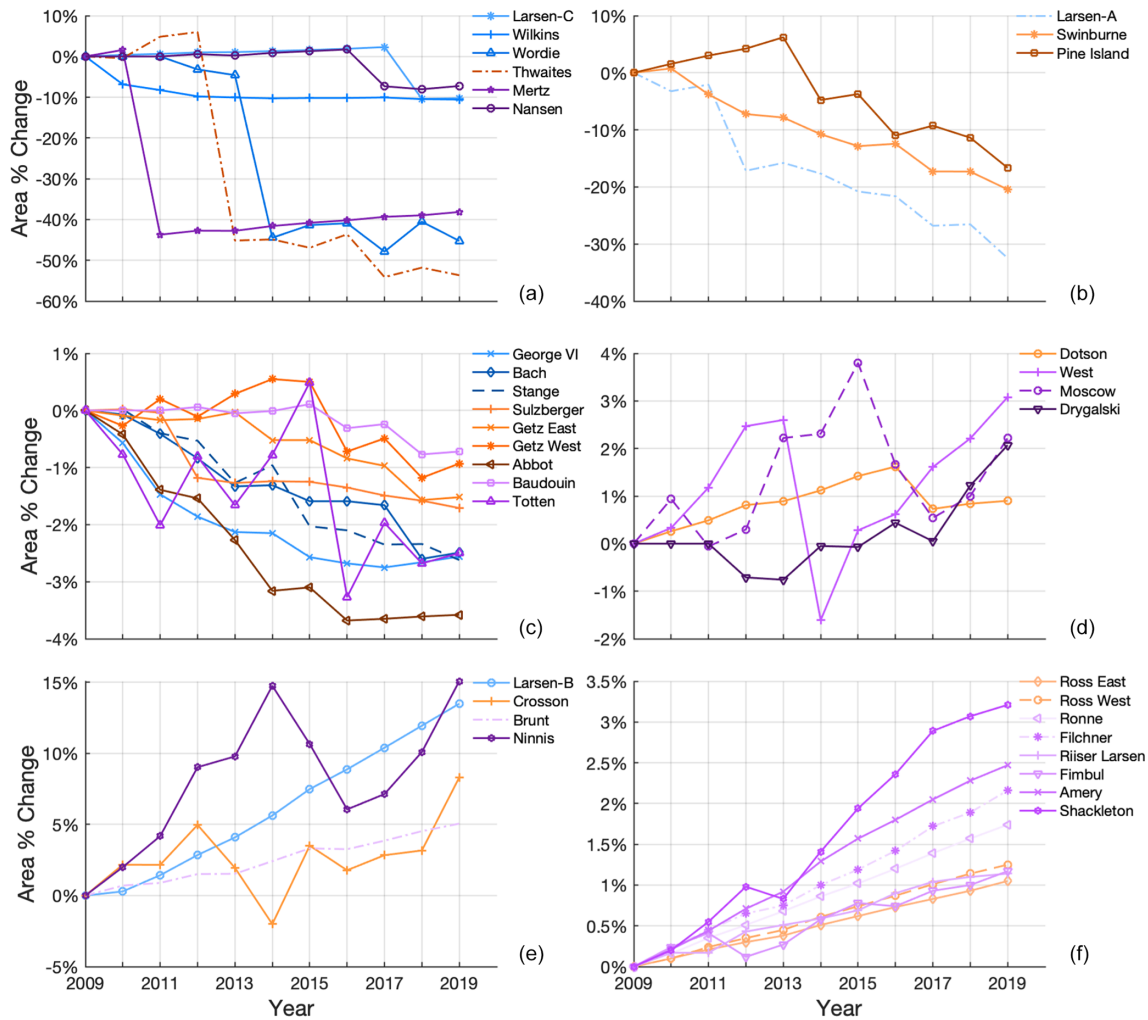 10%
0%
-10%
-20%
-30%
-40%
-50%
-60%
Area % Change
Larsen-C
Wilkins
Wordie
Thwaites
Mertz
Nansen
(a)
10%
0%
-10%
-20%
-30%
-40%
Larsen-A
Swinburne
Pine Island
(b)
1%
0%
-1%
-2%
-3%
-4%
Area % Change
George VI
Bach
Stange
Sulzberger
Getz East
Getz West
Abbot
Baudouin
Totten
(c)
4%
3%
2%
1%
0%
-1%
-2%
Dotson
West
Moscow
Drygalski
(d)
15%
10%
5%
0%
-5%
Area % Change
Larsen-B
Crosson
Brunt
Ninnis
(e)
2009 2011 2013 2015 2017 2019
Year
3.5%
3%
2.5%
2%
1.5%
1%
0.5%
0%
Ross East
Ross West
Ronne
Filchner
Riiser Larsen
Fimbul
Amery
Shackleton
(f)
2009 2011 2013 2015 2017 2019
Year